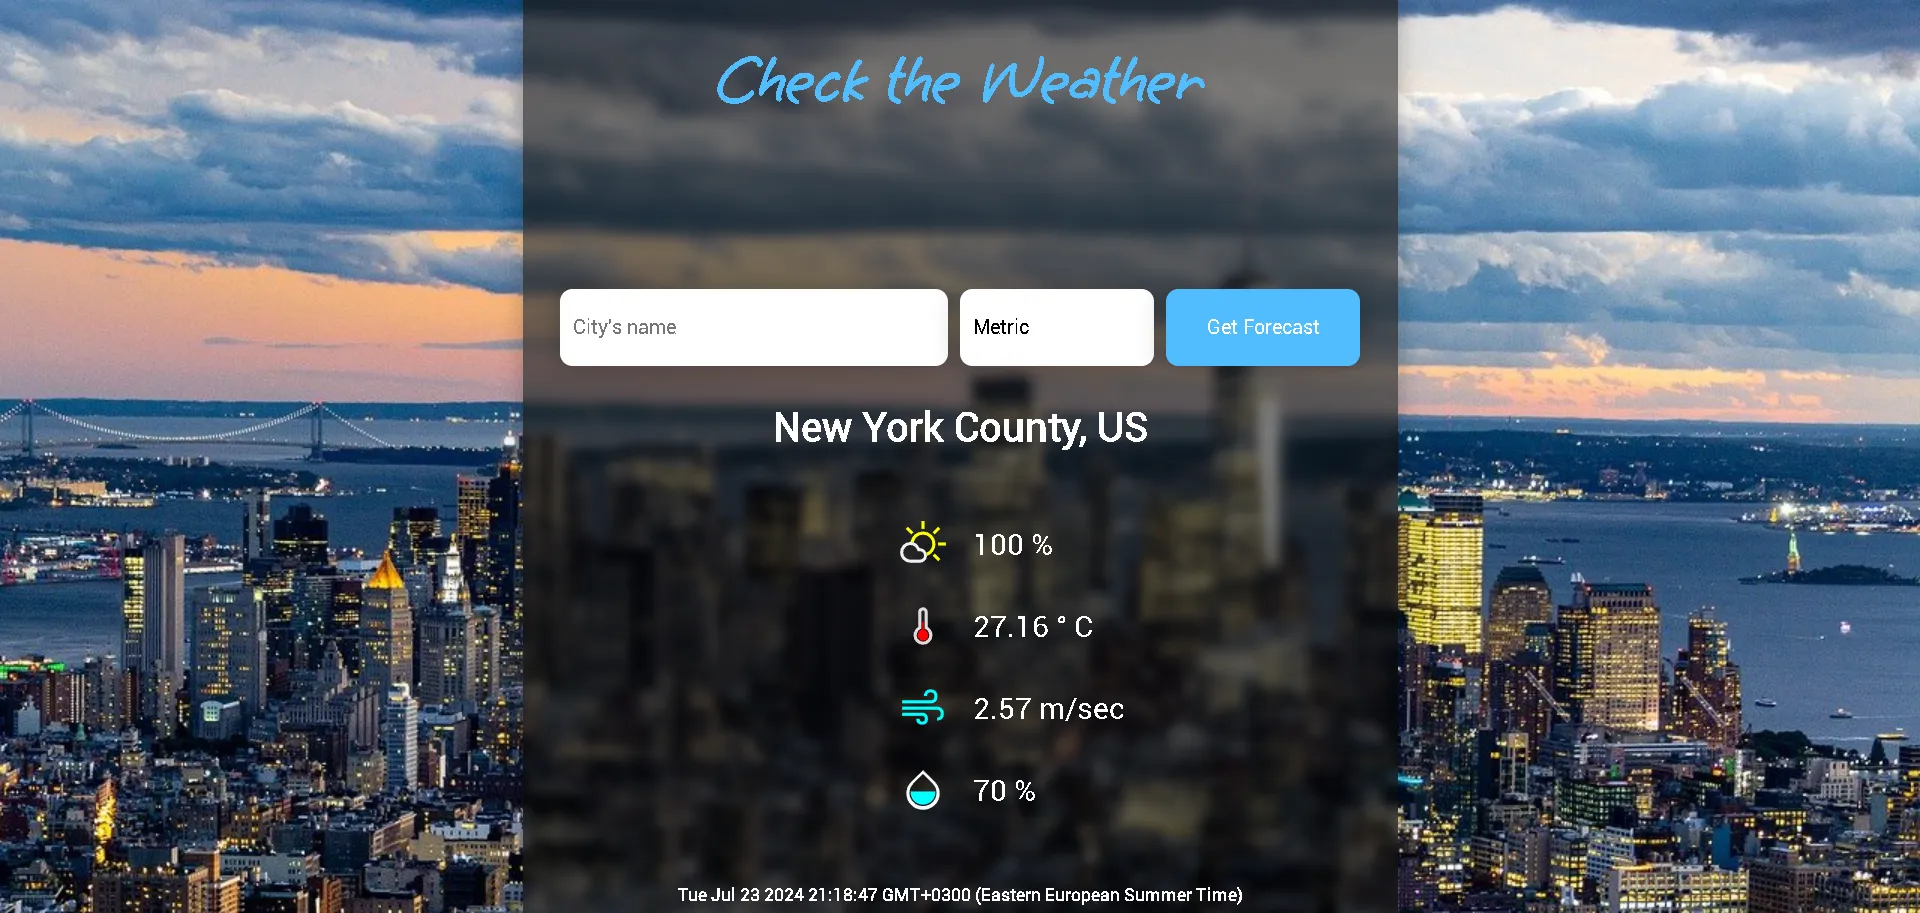 Check the Weather
City's name
Metric
Get Forecast
New York County, US
100 %
27.16 ° C
2.57 m/sec
70 %
Tue Jul 23 2024 21:18:47 GMT+0300 (Eastern European Summer Time)